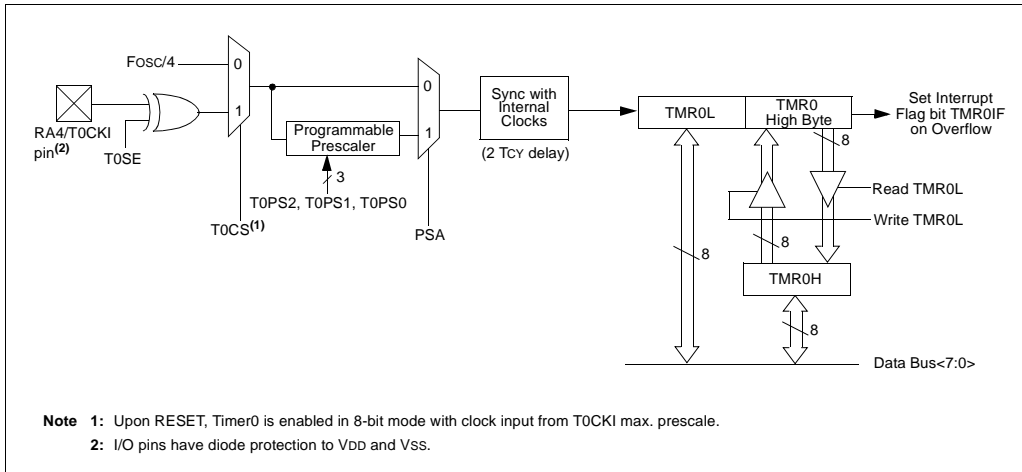 FOSC/4
0
1
RA4/T0CKI
pin(2)
T0SE
T0CS(1)
Programmable
Prescaler
3
T0PS2, T0PS1, T0PS0
0
1
PSA
Sync with
Internal
Clocks
(2 TCY delay)
TMR0L
TMR0
High Byte
Set Interrupt
Flag bit TMR0IF
on Overflow
8
Read TMR0L
Write TMR0L
8
8
TMR0H
8
Data Bus<7:0>
Note 1: Upon RESET, Timer0 is enabled in 8-bit mode with clock input from T0CKI max. prescale.
2: I/O pins have diode protection to VDD and VSS.